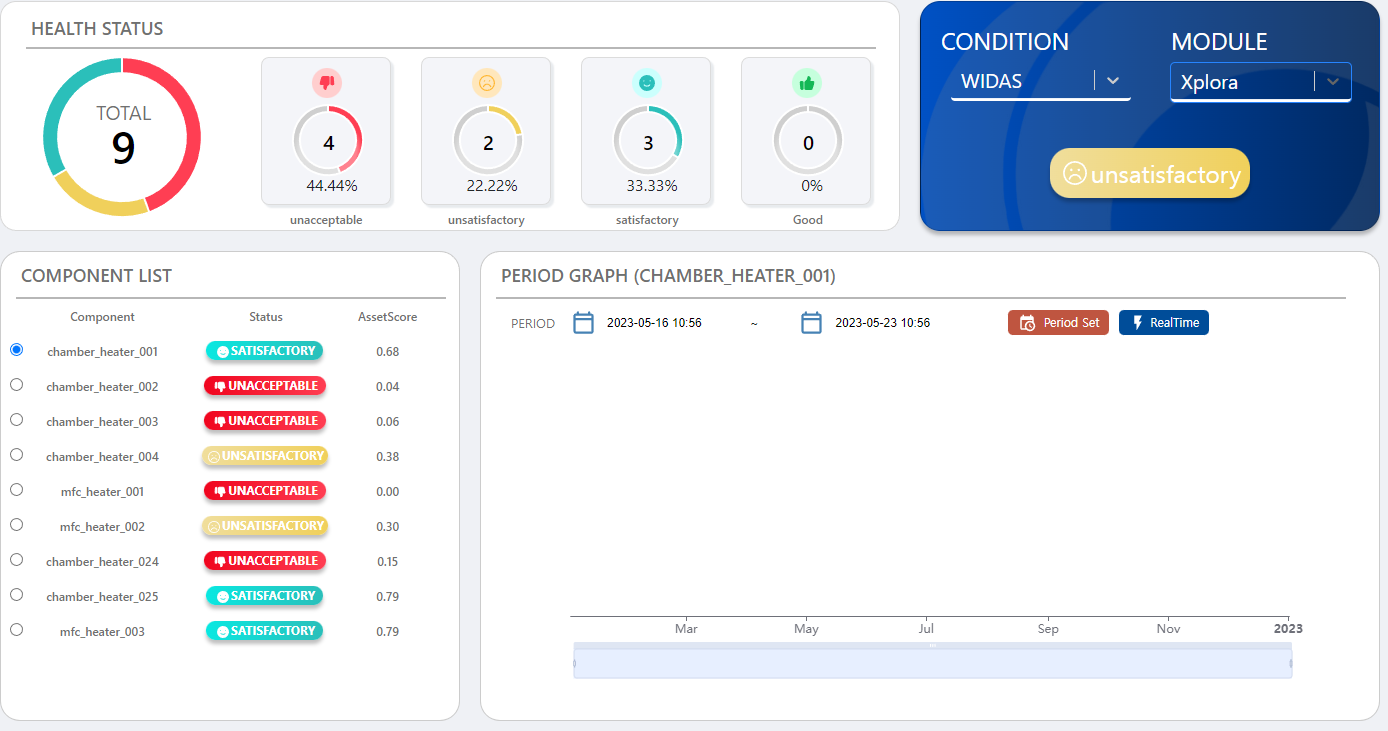 HEALTH STATUS
TOTAL
9
4
44.44%
unacceptable
2
22.22%
unsatisfactory
3
33.33%
satisfactory
0
0%
Good
CONDITION MODULE
WIDAS Xplora
unsatisfactory
COMPONENT LIST
Component Status AssetScore
chamber_heater_001 SATISFACTORY 0.68
chamber_heater_002 UNACCEPTABLE 0.04
chamber_heater_003 UNACCEPTABLE 0.06
chamber_heater_004 UNSATISFACTORY 0.38
mfc_heater_001 UNACCEPTABLE 0.00
mfc_heater_002 UNSATISFACTORY 0.30
chamber_heater_024 UNACCEPTABLE 0.15
chamber_heater_025 SATISFACTORY 0.79
mfc_heater_003 SATISFACTORY 0.79
PERIOD GRAPH (CHAMBER_HEATER_001)
PERIOD 2023-05-16 10:56 ~ 2023-05-23 10:56 Period Set RealTime
Mar May Jul Sep Nov 2023